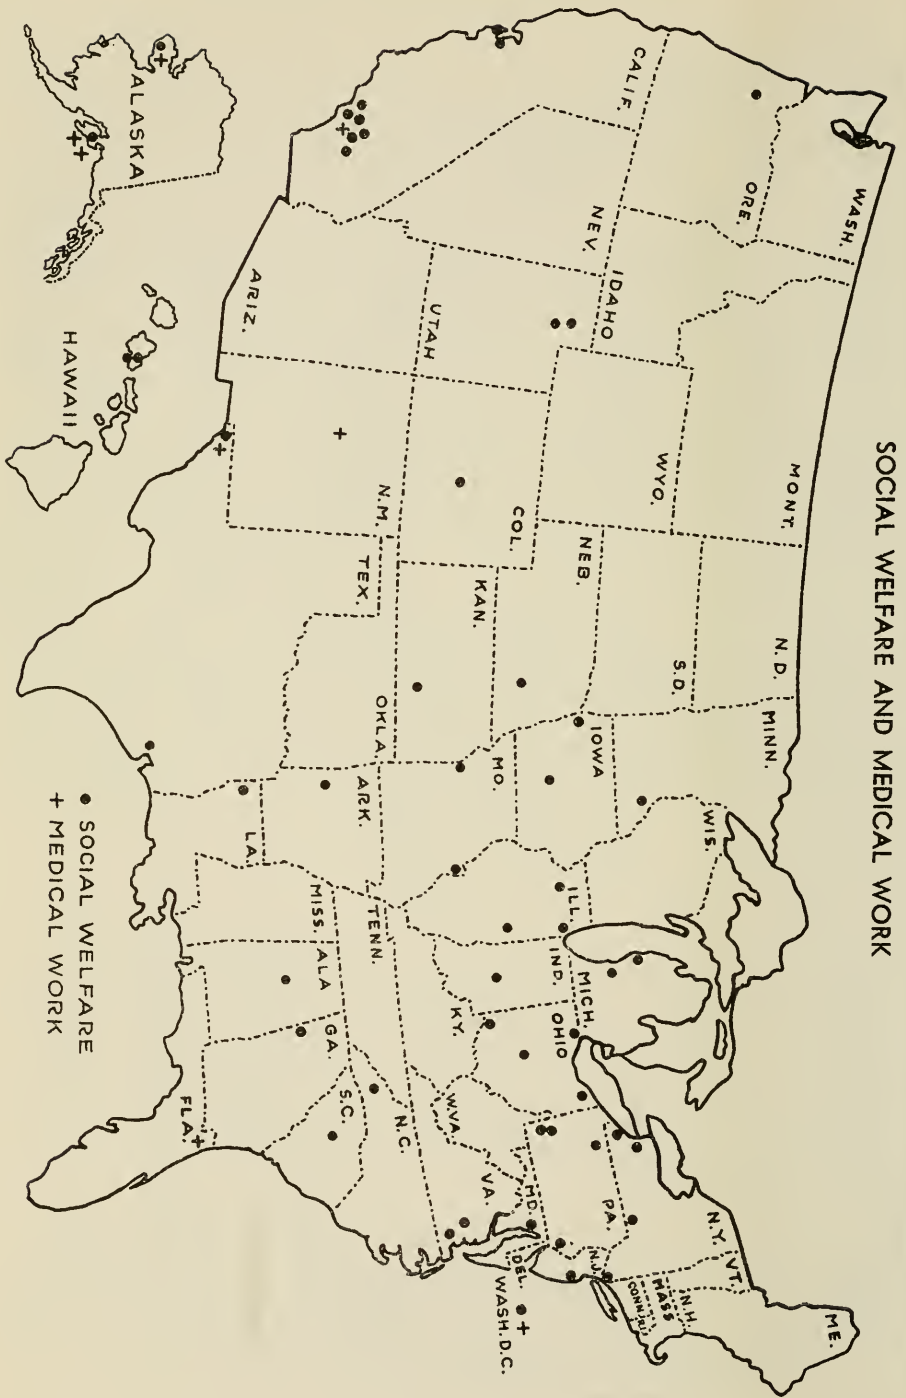 SOCIAL WELFARE AND MEDICAL WORK
WASH.
ORE.
CALIF.
NEV.
IDAHO
MONT.
WYO.
UTAH
ARIZ.
COL.
N.M.
N.D.
S.D.
NEB.
KAN.
OKLA.
TEX.
MINN.
IOWA
MO.
ARK.
LA.
WIS.
ILL.
IND.
MICH.
OHIO
KY.
TENN.
MISS.
ALA
GA.
FLA.
S.C.
N.C.
VA.
W.VA.
MD.
DEL.
PA.
N.J.
N.Y.
VT.
N.H.
MASS
CONN.
R.I.
ME.
WASH. D.C.
ALASKA
HAWAII
● SOCIAL WELFARE
+ MEDICAL WORK